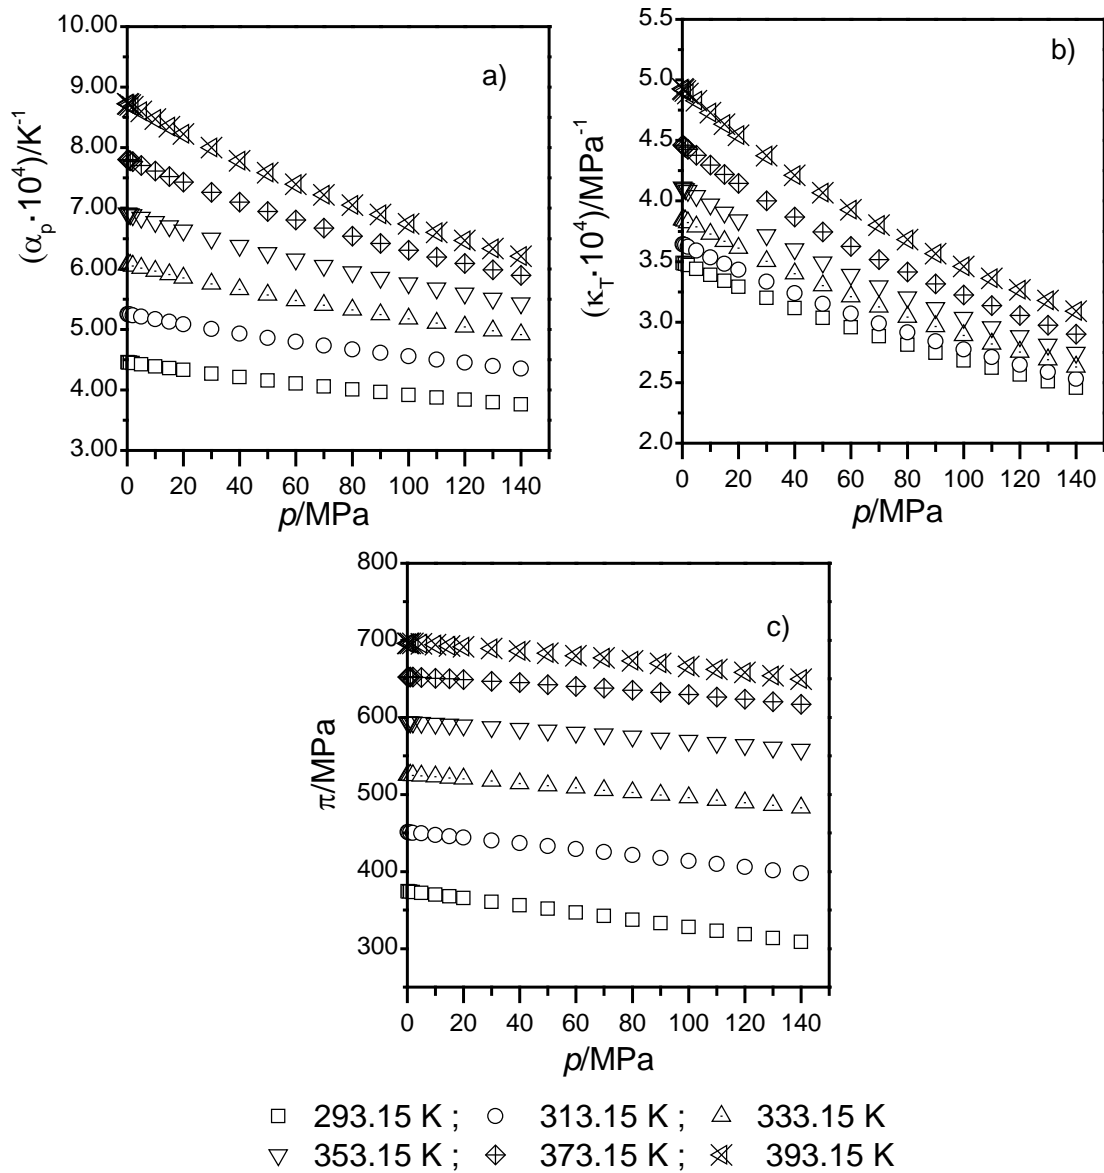 10.00
9.00
8.00
7.00
6.00
5.00
4.00
3.00
(αp·10⁴)/K⁻¹
a)
0 20 40 60 80 100 120 140
p/MPa
5.5
5.0
4.5
4.0
3.5
3.0
2.5
2.0
(κT·10⁴)/MPa⁻¹
b)
0 20 40 60 80 100 120 140
p/MPa
800
700
600
500
400
300
π/MPa
c)
0 20 40 60 80 100 120 140
p/MPa
293.15 K ; 313.15 K ; 333.15 K
353.15 K ; 373.15 K ; 393.15 K